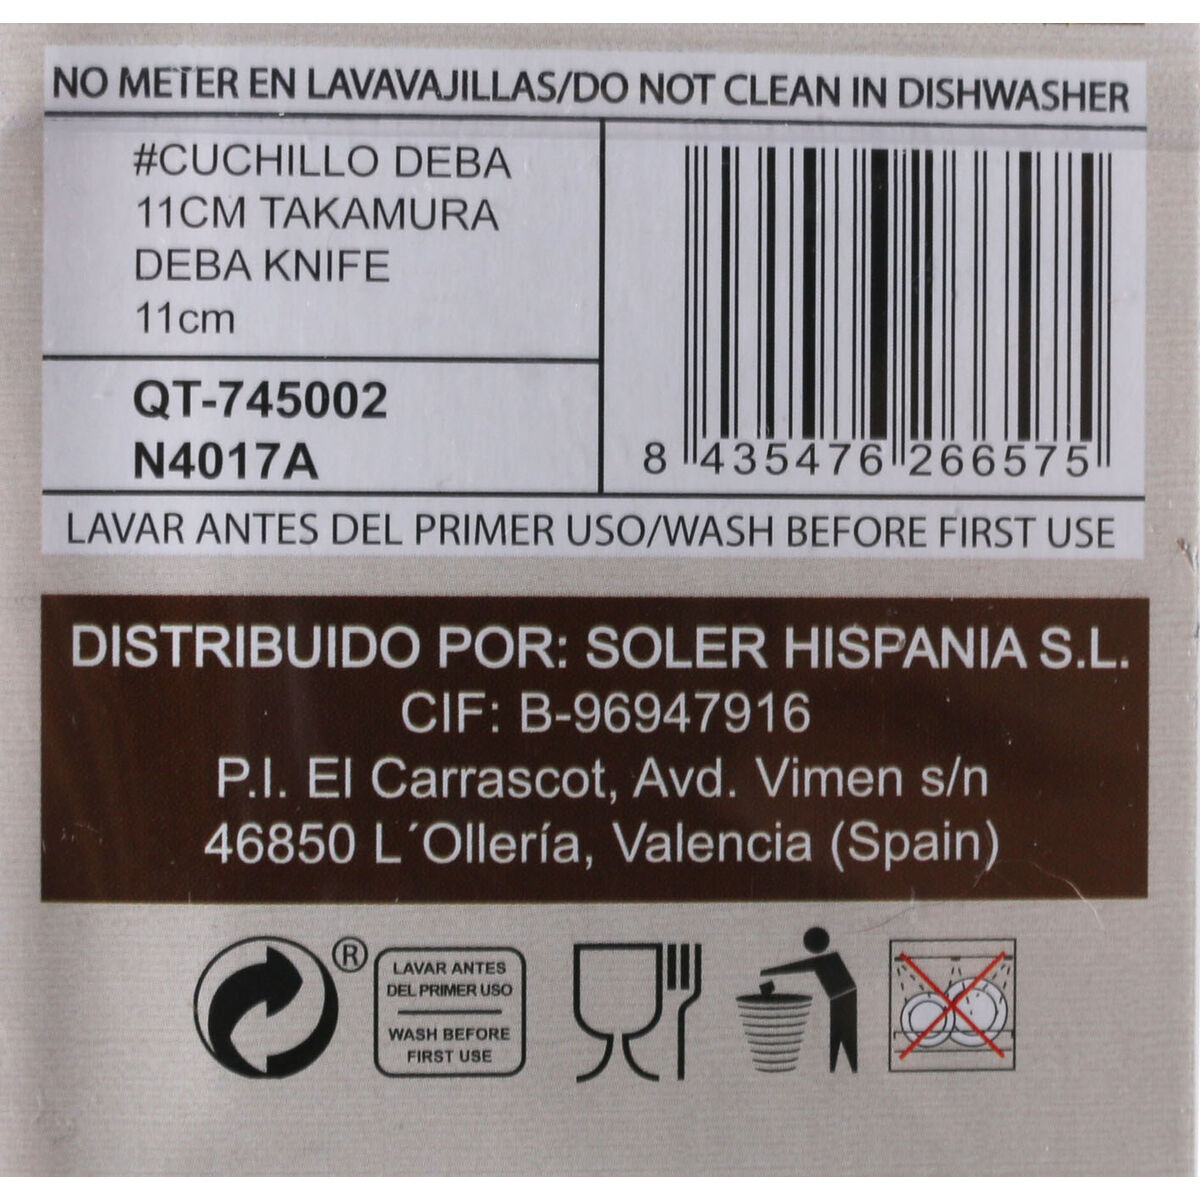 NO METER EN LAVAVAJILLAS/DO NOT CLEAN IN DISHWASHER
#CUCHILLO DEBA
11CM TAKAMURA
DEBA KNIFE
11cm
QT-745002
N4017A
8 435476 266575
LAVAR ANTES DEL PRIMER USO/WASH BEFORE FIRST USE
DISTRIBUIDO POR: SOLER HISPANIA S.L.
CIF: B-96947916
P.I. El Carrascot, Avd. Vimen s/n
46850 L´Ollería, Valencia (Spain)
®
LAVAR ANTES
DEL PRIMER USO
WASH BEFORE
FIRST USE